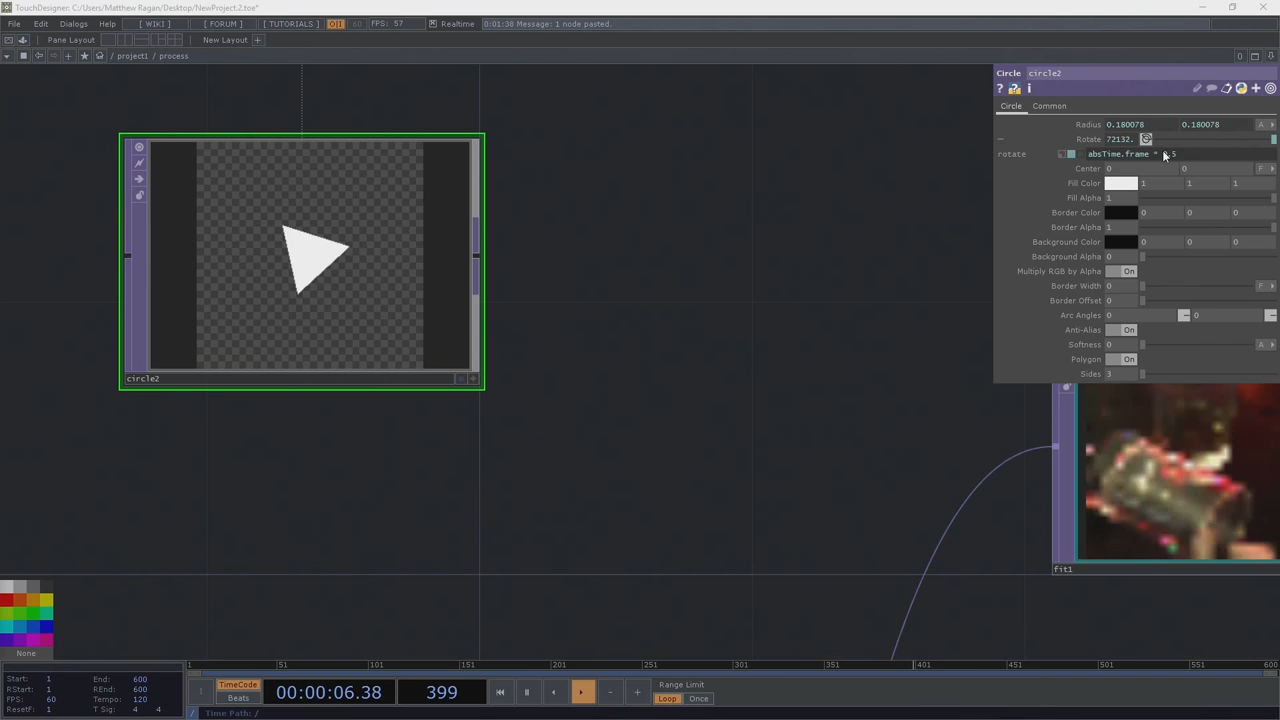 TouchDesigner: C:/Users/Matthew Ragan/Desktop/NewProject.2.toe*
File Edit Dialogs Help [ WIKI ] [ FORUM ] [ TUTORIALS ] O|I 60 FPS: 57 Realtime 0:01:38 Message: 1 node pasted.
Pane Layout New Layout +
/ project1 / process
Circle circle2
? i
Circle Common
Radius 0.180078 0.180078 A
Rotate 72132.
rotate absTime.frame *
Center 0 0 F
Fill Color 1 1 1
Fill Alpha 1
Border Color 0 0 0
Border Alpha 1
Background Color 0 0 0
Background Alpha 0
Multiply RGB by Alpha On
Border Width 0 F
Border Offset 0
Arc Angles 0 0
Anti-Alias On
Softness 0 A
Polygon On
Sides 3
circle2
fit1
None
1 51 101 151 201 251 301 351 401 451 501 551 600
Start: 1 End: 600
RStart: 1 REnd: 600
FPS: 60 Tempo: 120
ResetF: 1 T Sig: 4 4
TimeCode
Beats
00:00:06.38 399
Range Limit
Loop Once
/ Time Path: /